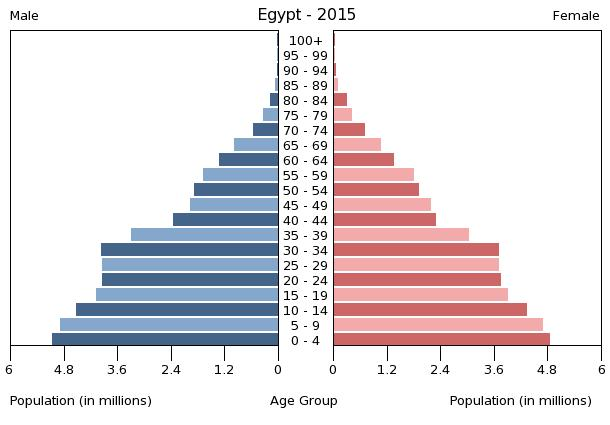 Male Egypt - 2015 Female
100+
95 - 99
90 - 94
85 - 89
80 - 84
75 - 79
70 - 74
65 - 69
60 - 64
55 - 59
50 - 54
45 - 49
40 - 44
35 - 39
30 - 34
25 - 29
20 - 24
15 - 19
10 - 14
5 - 9
0 - 4
6 4.8 3.6 2.4 1.2 0 0 1.2 2.4 3.6 4.8 6
Population (in millions) Age Group Population (in millions)